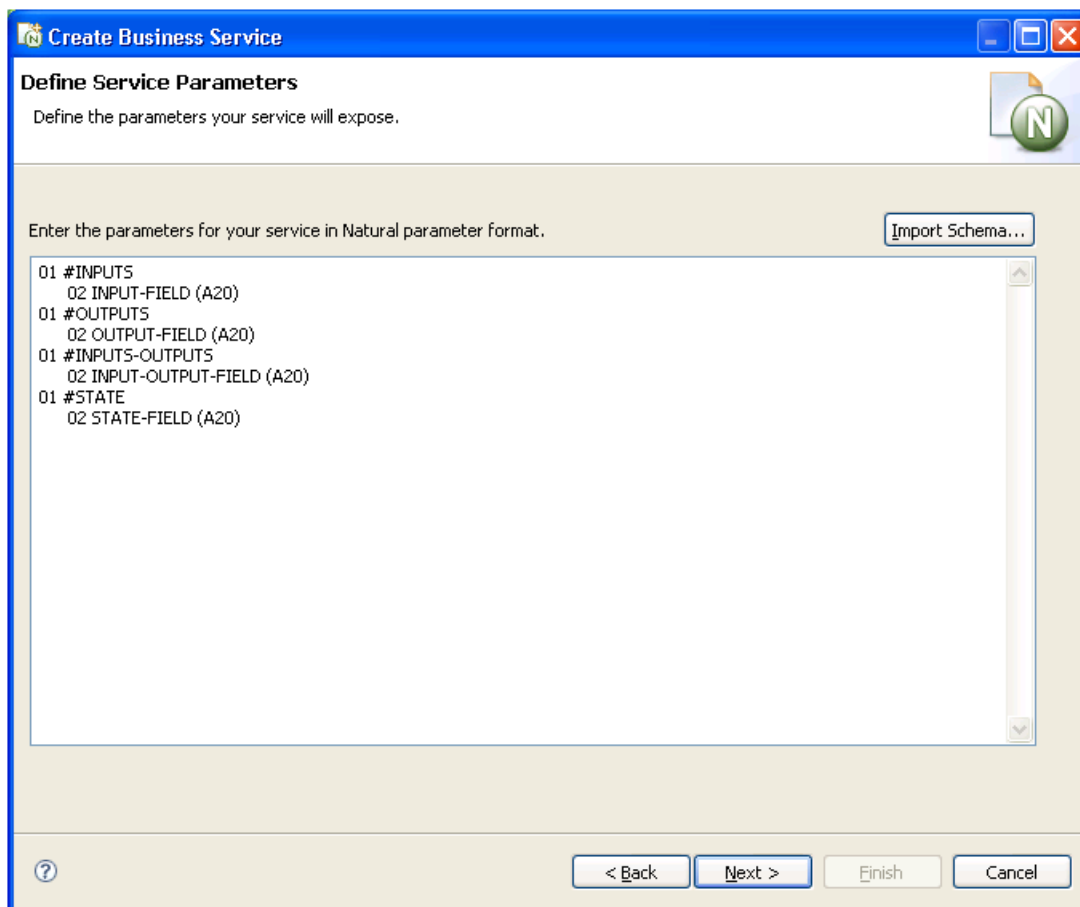 Create Business Service
Define Service Parameters
Define the parameters your service will expose.
N
Enter the parameters for your service in Natural parameter format.
Import Schema...
01 #INPUTS
02 INPUT-FIELD (A20)
01 #OUTPUTS
02 OUTPUT-FIELD (A20)
01 #INPUTS-OUTPUTS
02 INPUT-OUTPUT-FIELD (A20)
01 #STATE
02 STATE-FIELD (A20)
? < Back Next > Finish Cancel